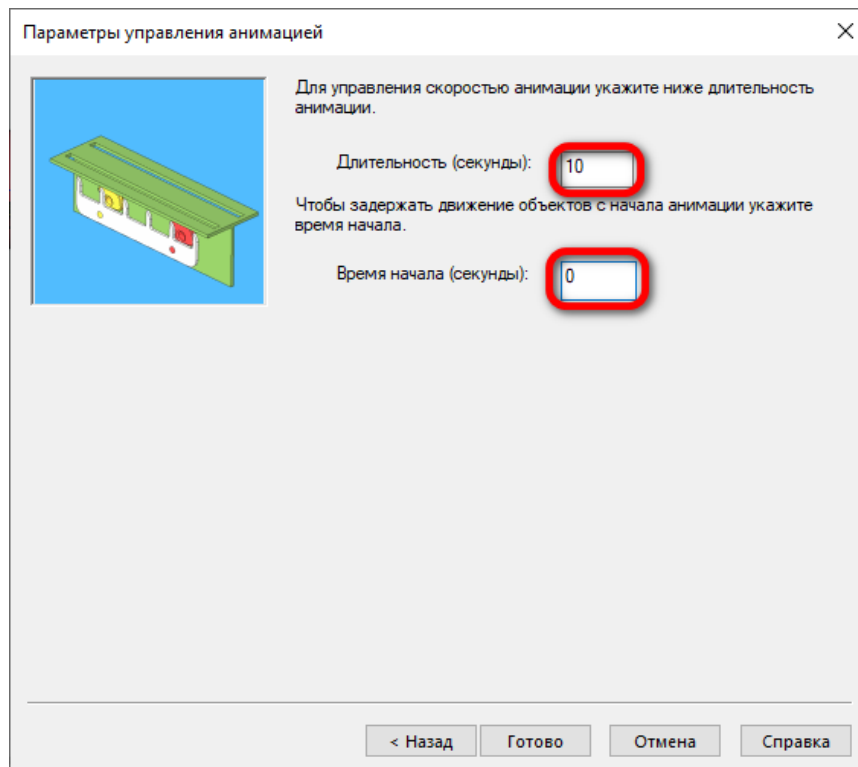 Параметры управления анимацией
Для управления скоростью анимации укажите ниже длительность
анимации.
Длительность (секунды): 10
Чтобы задержать движение объектов с начала анимации укажите
время начала.
Время начала (секунды): 0
< Назад Готово Отмена Справка